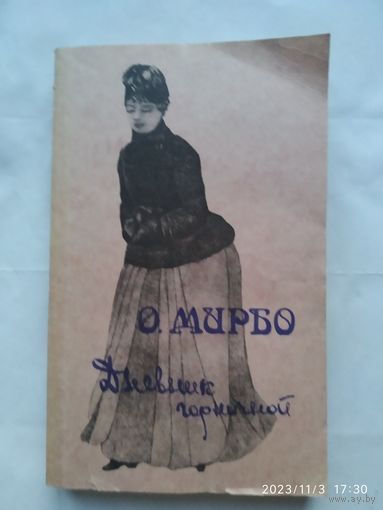 О. МИРБО
Дневник
горничной
2023/11/3 17:30
ay.by